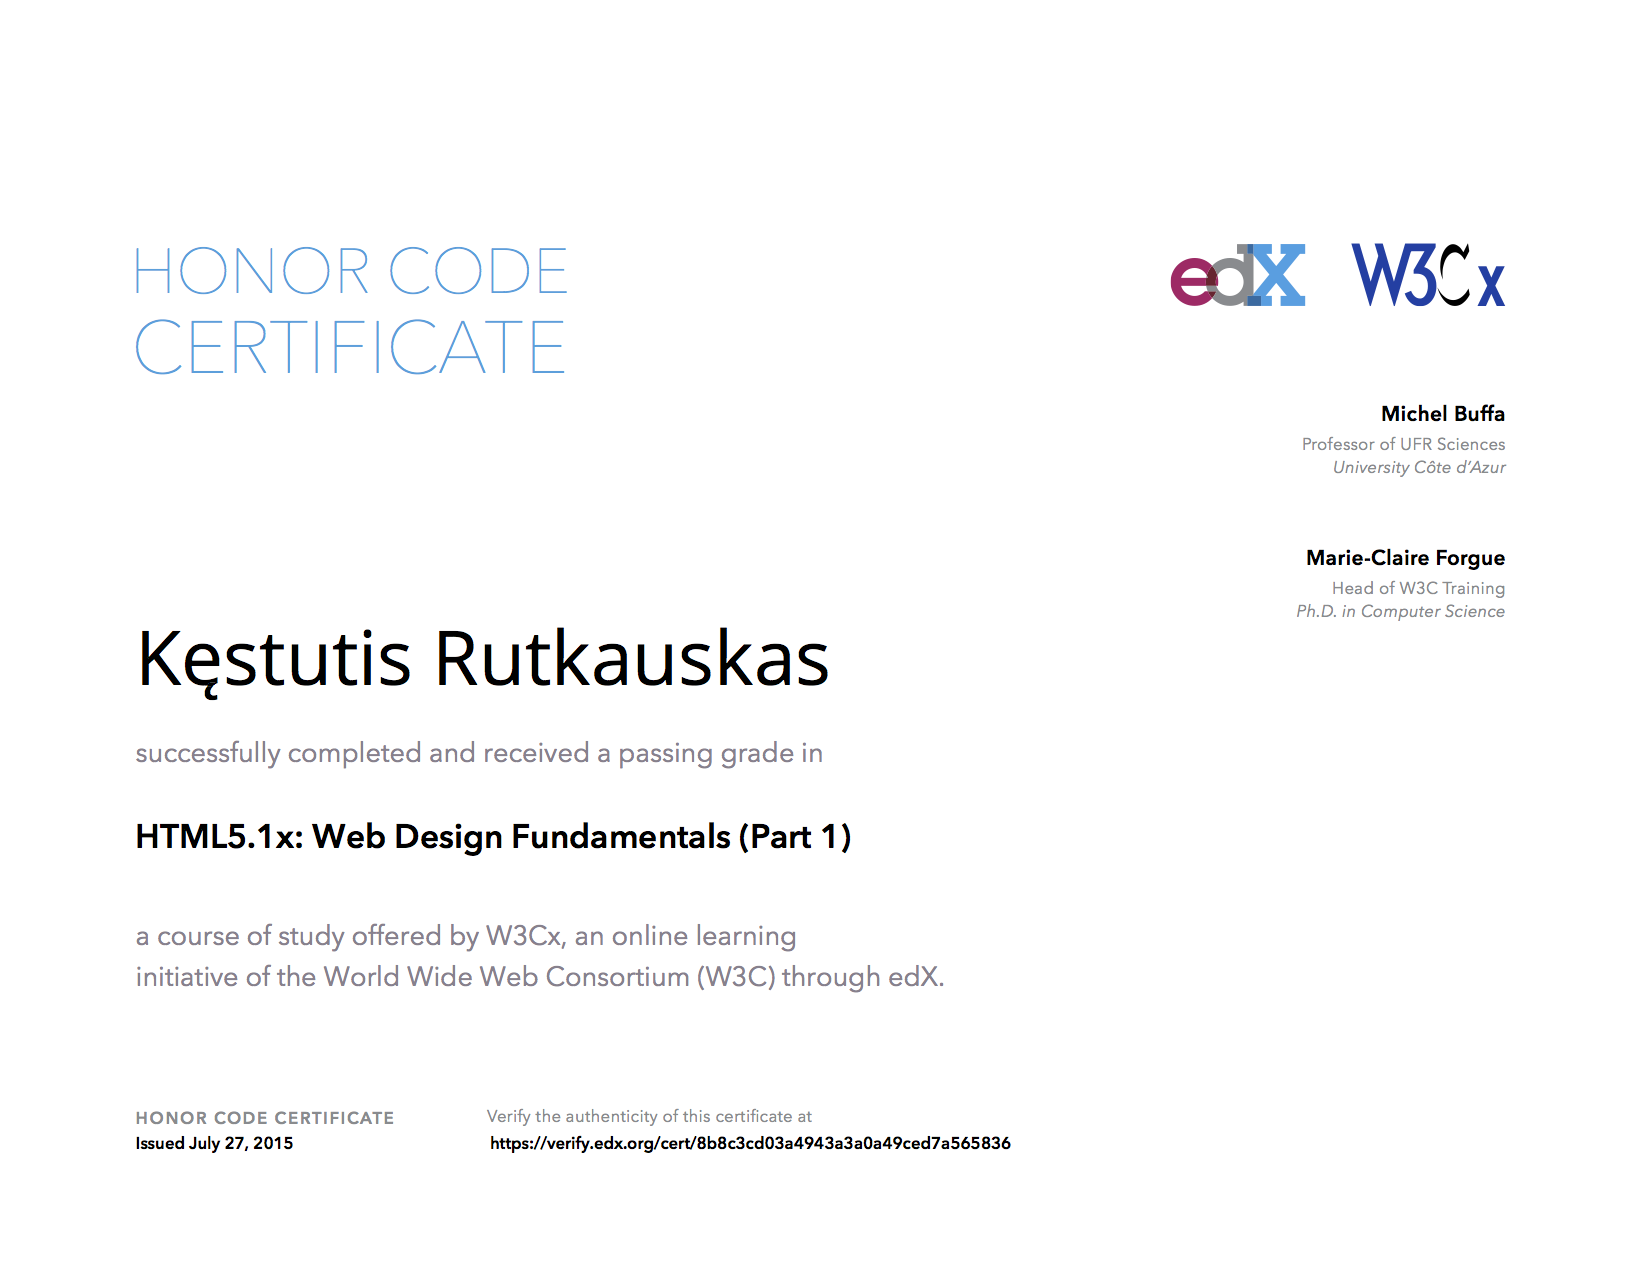 HONOR CODE
CERTIFICATE
edX W3Cx
Michel Buffa
Professor of UFR Sciences
University Côte d’Azur
Marie-Claire Forgue
Head of W3C Training
Ph.D. in Computer Science
Kęstutis Rutkauskas
successfully completed and received a passing grade in
HTML5.1x: Web Design Fundamentals (Part 1)
a course of study offered by W3Cx, an online learning
initiative of the World Wide Web Consortium (W3C) through edX.
HONOR CODE CERTIFICATE
Issued July 27, 2015
Verify the authenticity of this certificate at
https://verify.edx.org/cert/8b8c3cd03a4943a3a0a49ced7a565836